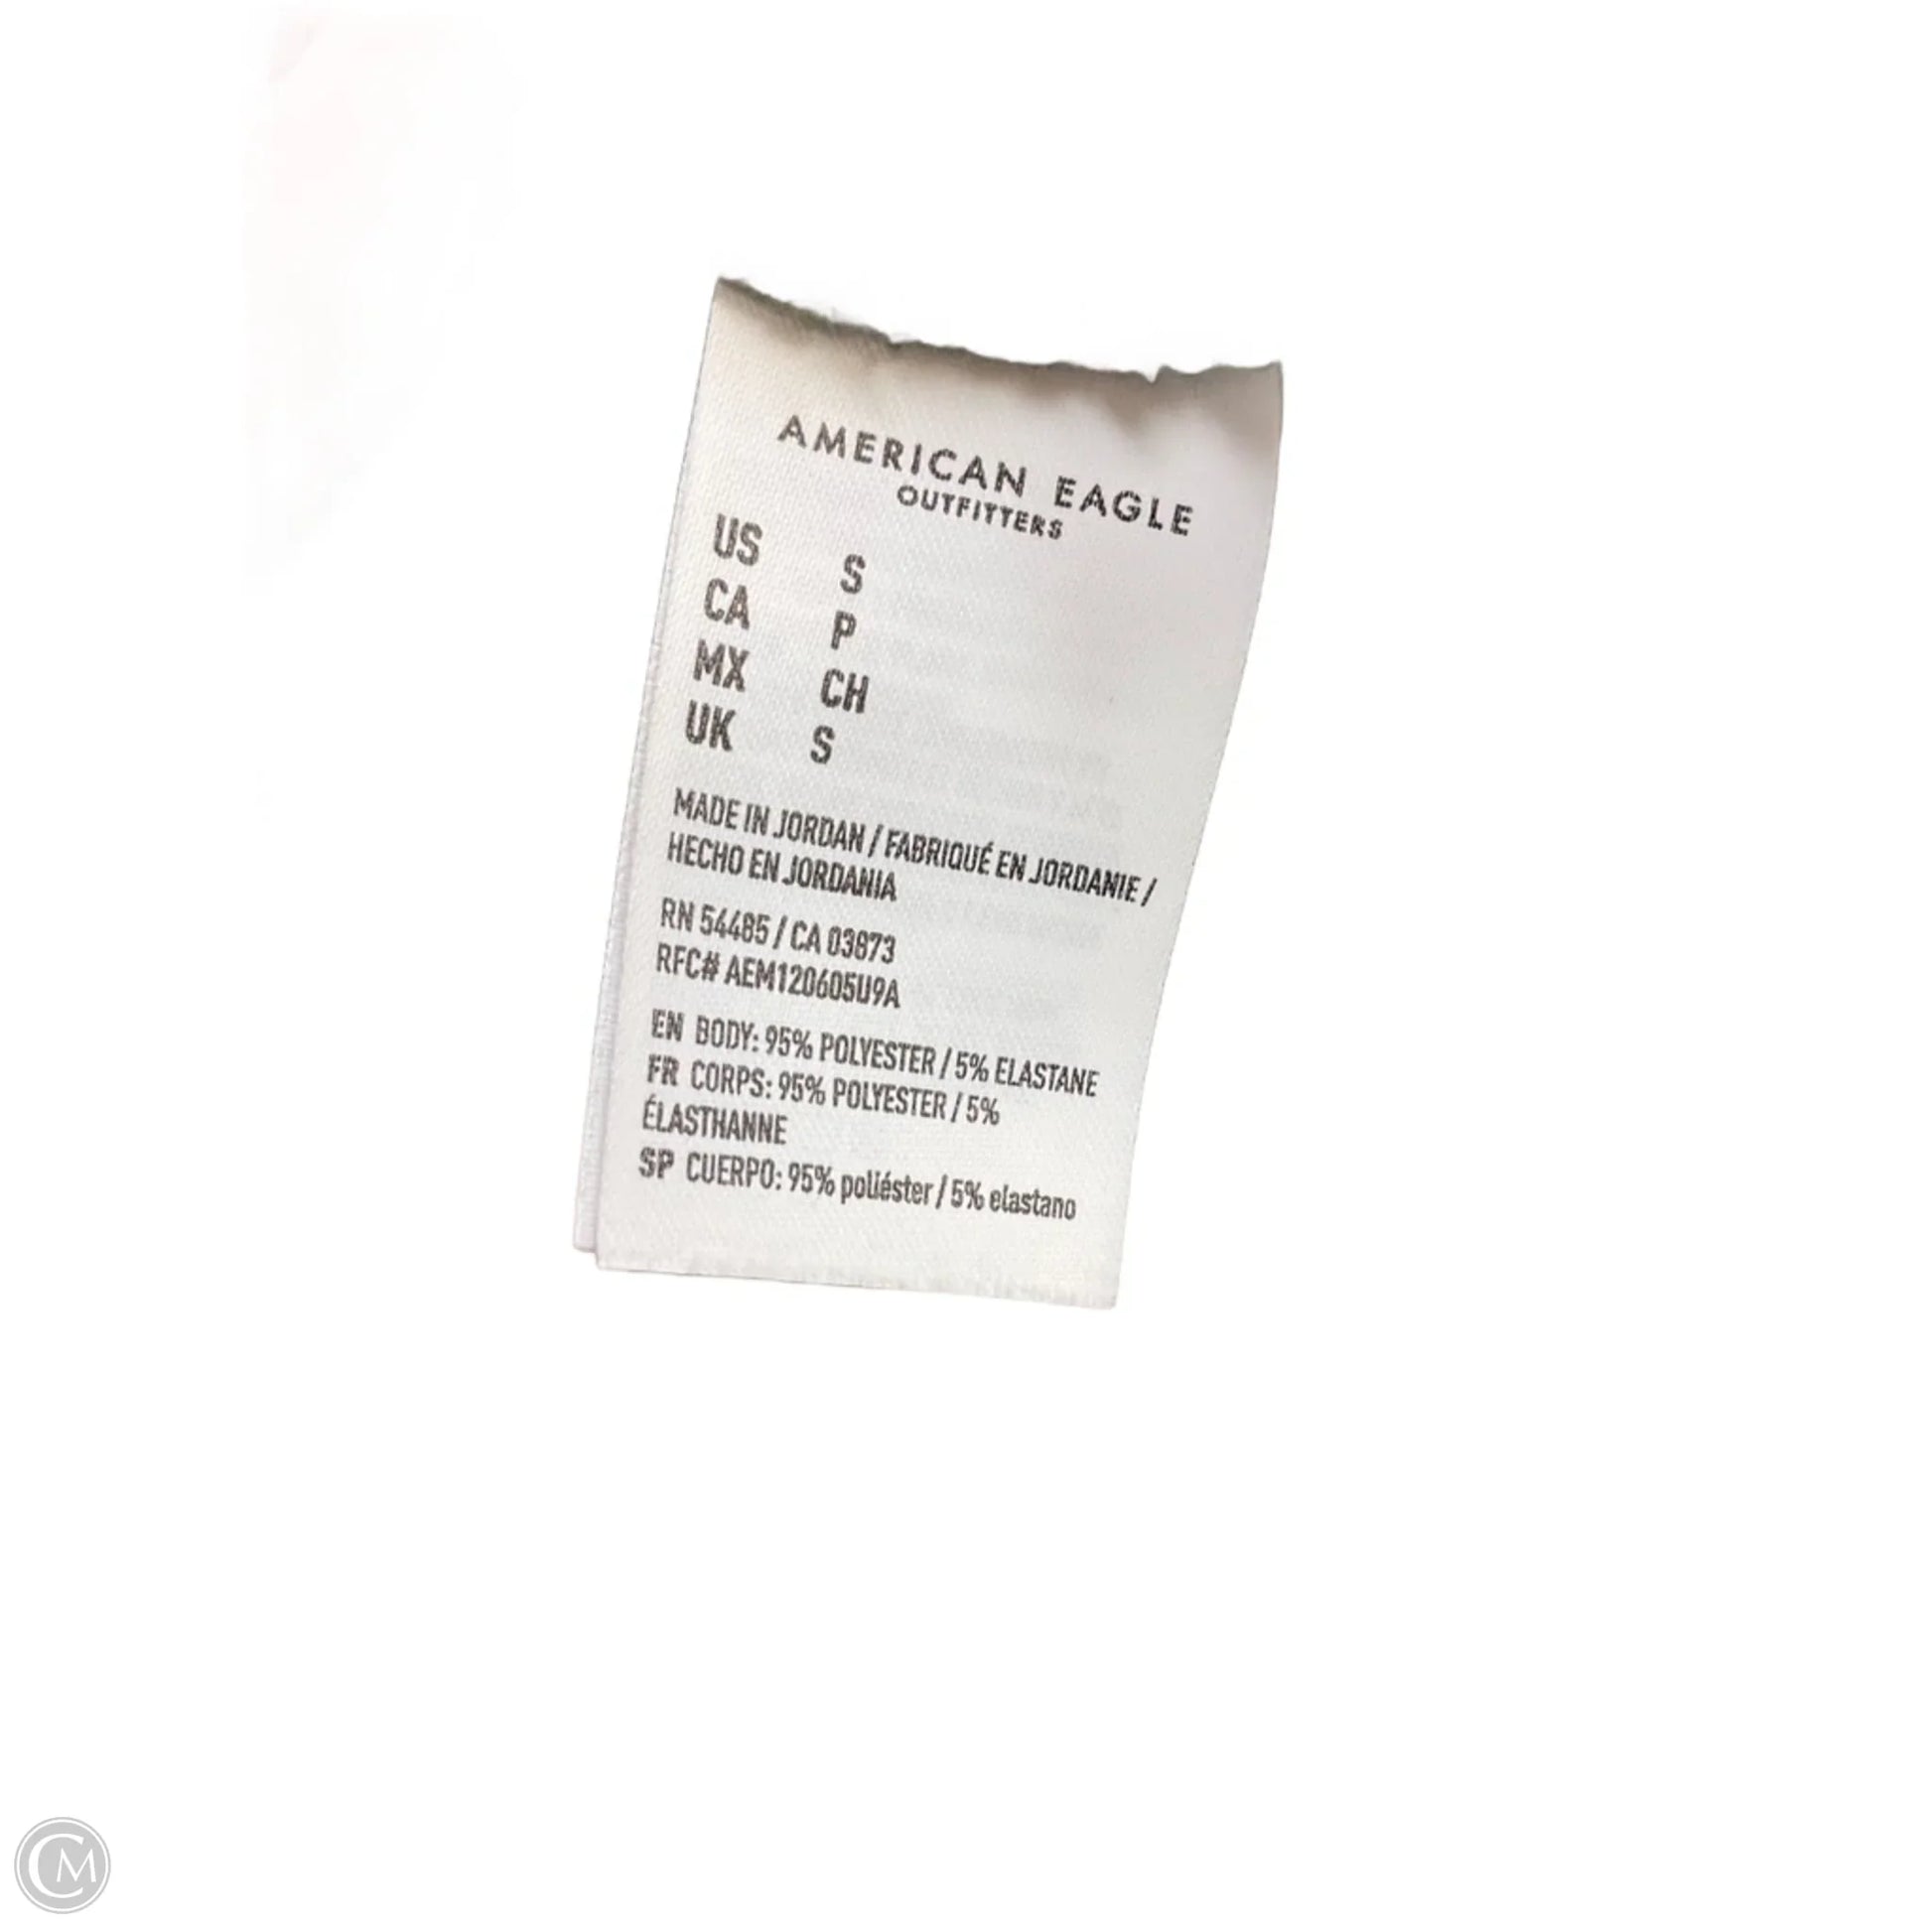 AMERICAN EAGLE
OUTFITTERS
US S
CA P
MX CH
UK S
MADE IN JORDAN / FABRIQUÉ EN JORDANIE /
HECHO EN JORDANIA
RN 54485 / CA 03873
RFC# AEM120605U9A
EN BODY: 95% POLYESTER / 5% ELASTANE
FR CORPS: 95% POLYESTER / 5%
ÉLASTHANNE
SP CUERPO: 95% poliéster / 5% elastano
CM